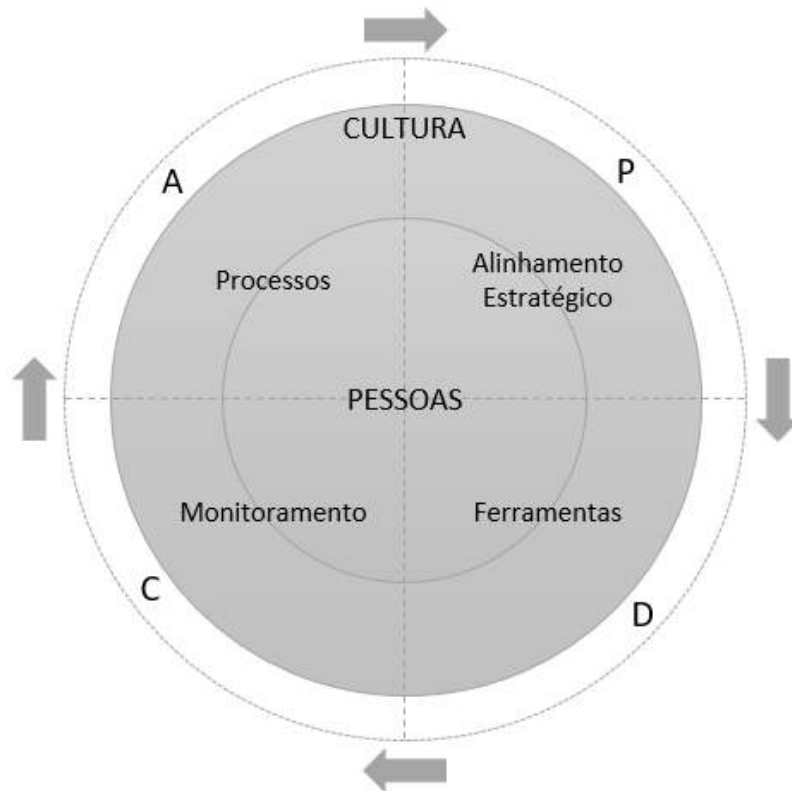 CULTURA
A
P
Processos
Alinhamento
Estratégico
PESSOAS
Monitoramento
Ferramentas
C
D